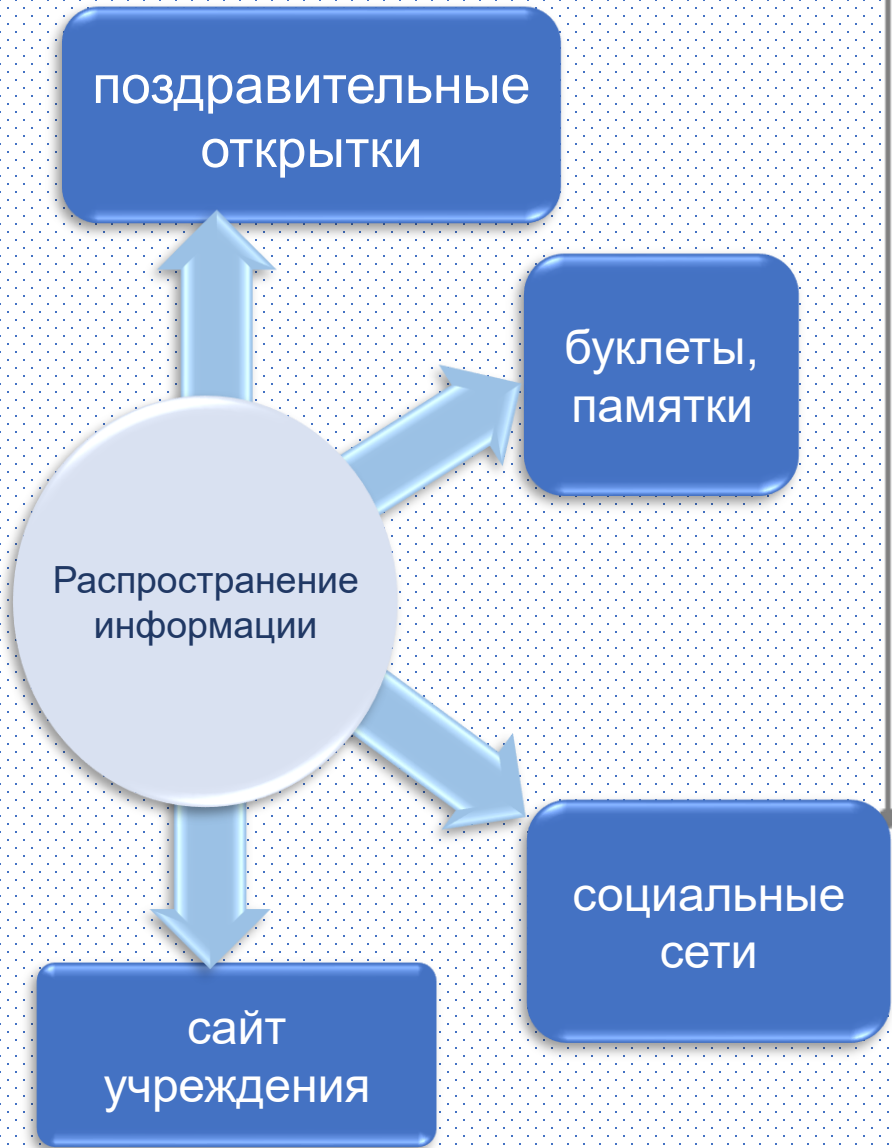 поздравительные
открытки
буклеты,
памятки
Распространение
информации
социальные
сети
сайт
учреждения